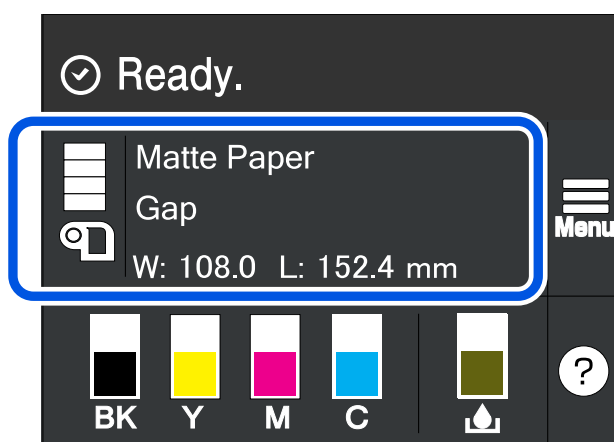 Ready.
Matte Paper
Gap
W: 108.0 L: 152.4 mm
Menu
BK Y M C
?